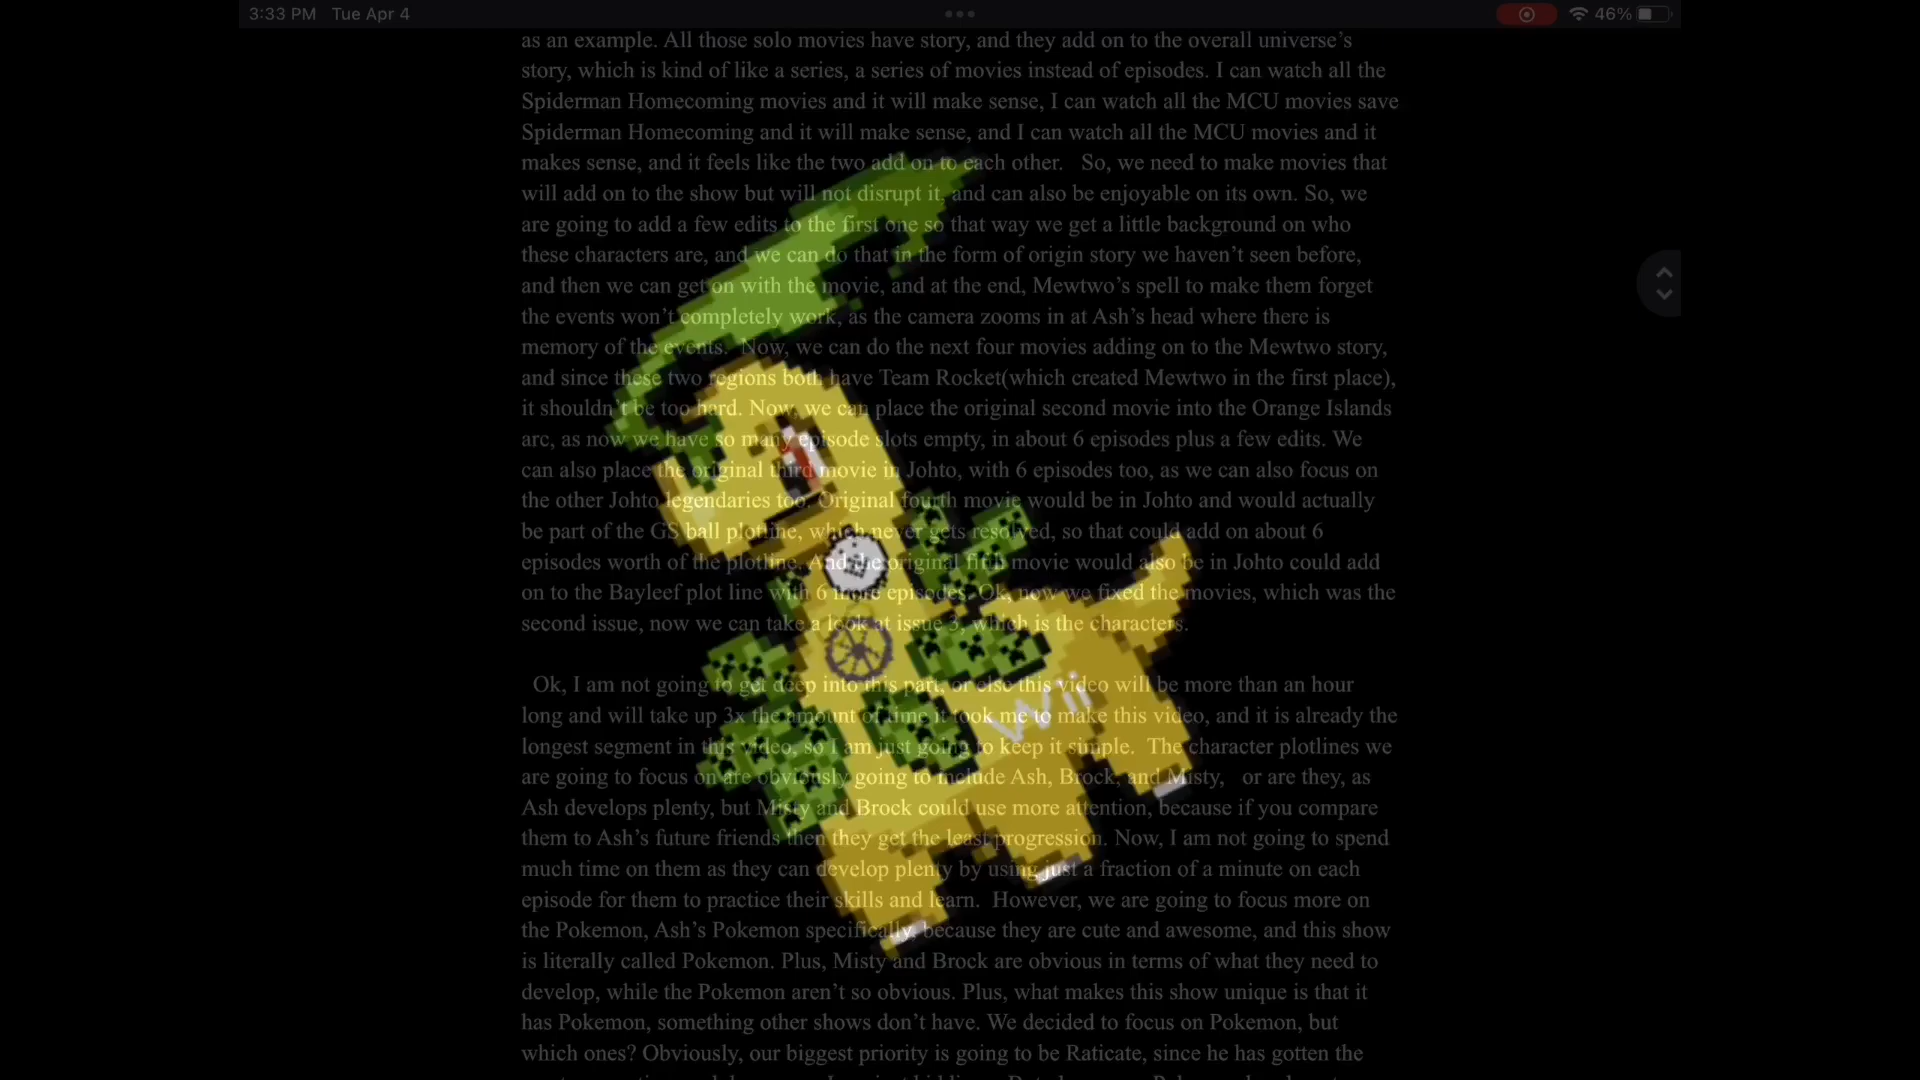 3:33 PM Tue Apr 4
46%
as an example. All those solo movies have story, and they add on to the overall universe’s
story, which is kind of like a series, a series of movies instead of episodes. I can watch all the
Spiderman Homecoming movies and it will make sense, I can watch all the MCU movies save
Spiderman Homecoming and it will make sense, and I can watch all the MCU movies and it
makes sense, and it feels like the two add on to each other. So, we need to make movies that
will add on to the show but will not disrupt it, and can also be enjoyable on its own. So, we
are going to add a few edits to the first one so that way we get a little background on who
these characters are, and we can do that in the form of origin story we haven’t seen before,
and then we can get on with the movie, and at the end, Mewtwo’s spell to make them forget
the events won’t completely work, as the camera zooms in at Ash’s head where there is
memory of the events. Now, we can do the next four movies adding on to the Mewtwo story,
and since these two regions both have Team Rocket(which created Mewtwo in the first place),
it shouldn’t be too hard. Now, we can place the original second movie into the Orange Islands
arc, as now we have so many episode slots empty, in about 6 episodes plus a few edits. We
can also place the original third movie in Johto, with 6 episodes too, as we can also focus on
the other Johto legendaries too. Original fourth movie would be in Johto and would actually
be part of the GS ball plotline, which never gets resolved, so that could add on about 6
episodes worth of the plotline. And the original fifth movie would also be in Johto could add
on to the Bayleef plot line with 6 more episodes. Ok, now we fixed the movies, which was the
second issue, now we can take a look at issue 3, which is the characters.
Ok, I am not going to get deep into this part, or else this video will be more than an hour
long and will take up 3x the amount of time it took me to make this video, and it is already the
longest segment in this video, so I am just going to keep it simple. The character plotlines we
are going to focus on are obviously going to include Ash, Brock, and Misty, or are they, as
Ash develops plenty, but Misty and Brock could use more attention, because if you compare
them to Ash’s future friends then they get the least progression. Now, I am not going to spend
much time on them as they can develop plenty by using just a fraction of a minute on each
episode for them to practice their skills and learn. However, we are going to focus more on
the Pokemon, Ash’s Pokemon specifically, because they are cute and awesome, and this show
is literally called Pokemon. Plus, Misty and Brock are obvious in terms of what they need to
develop, while the Pokemon aren’t so obvious. Plus, what makes this show unique is that it
has Pokemon, something other shows don’t have. We decided to focus on Pokemon, but
which ones? Obviously, our biggest priority is going to be Raticate, since he has gotten the
Wii